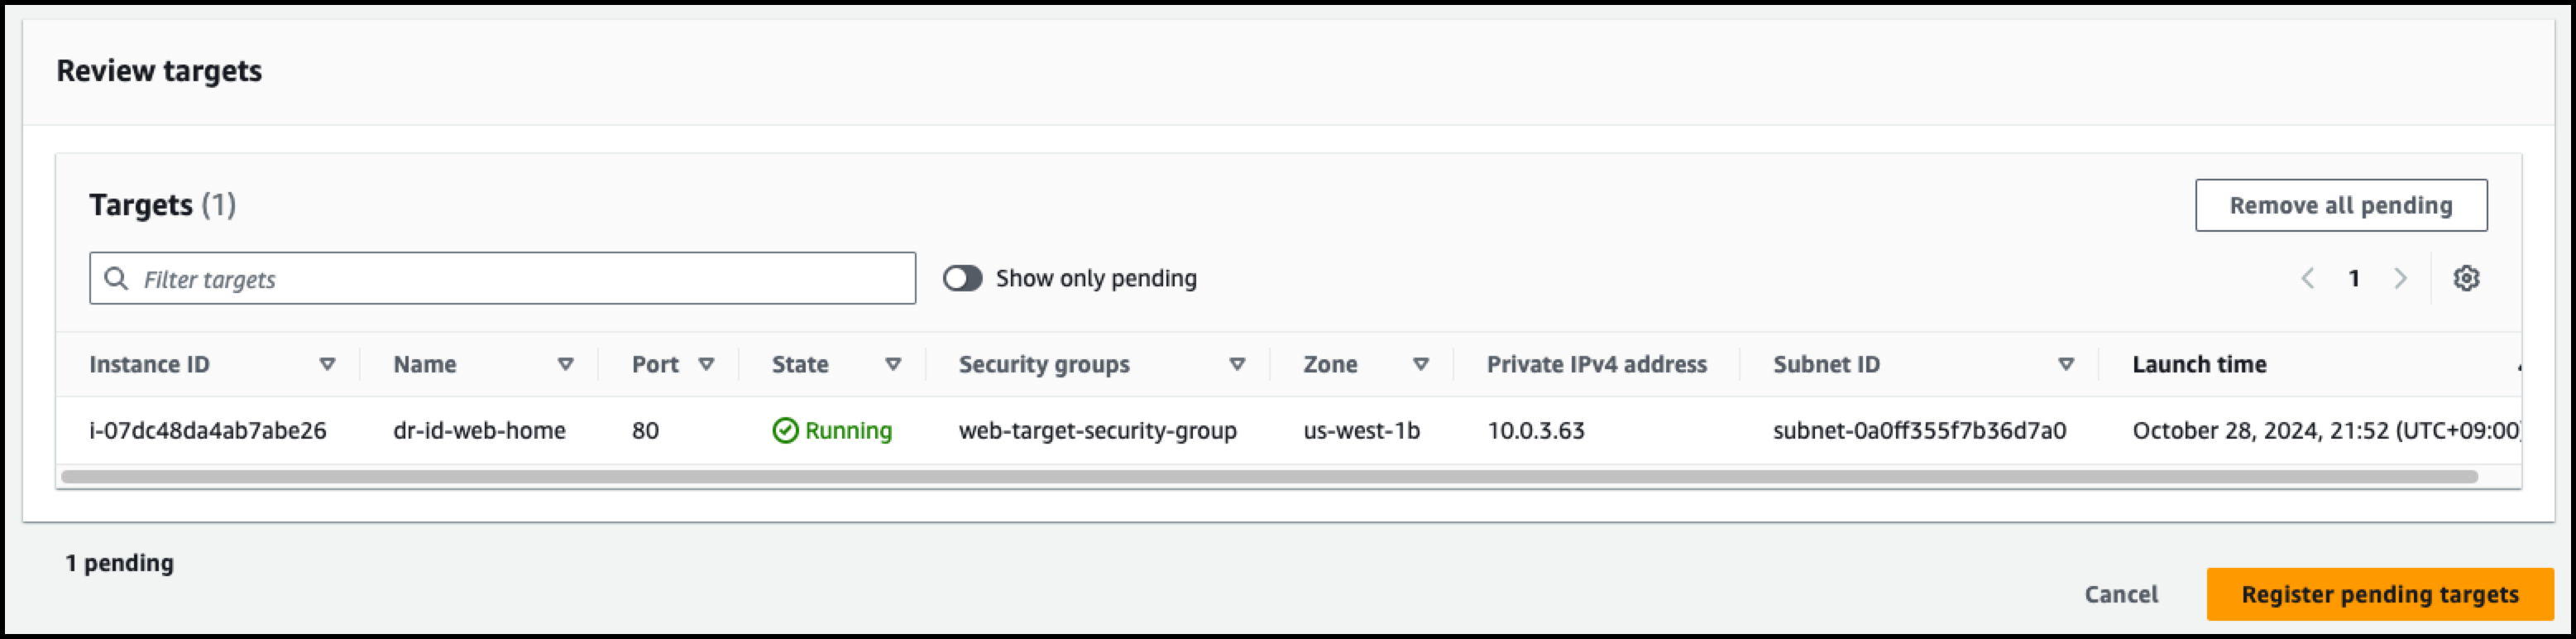 Review targets
Targets (1)
Remove all pending
Filter targets
Show only pending
1
Instance ID Name Port State Security groups Zone Private IPv4 address Subnet ID Launch time
i-07dc48da4ab7abe26 dr-id-web-home 80 Running web-target-security-group us-west-1b 10.0.3.63 subnet-0a0ff355f7b36d7a0 October 28, 2024, 21:52 (UTC+09:00)
1 pending
Cancel Register pending targets